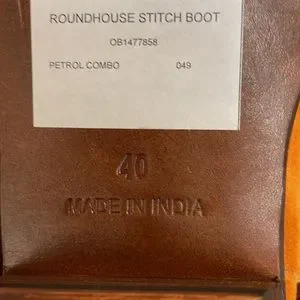 ROUNDHOUSE STITCH BOOT
OB1477858
PETROL COMBO 049
40
MADE IN INDIA